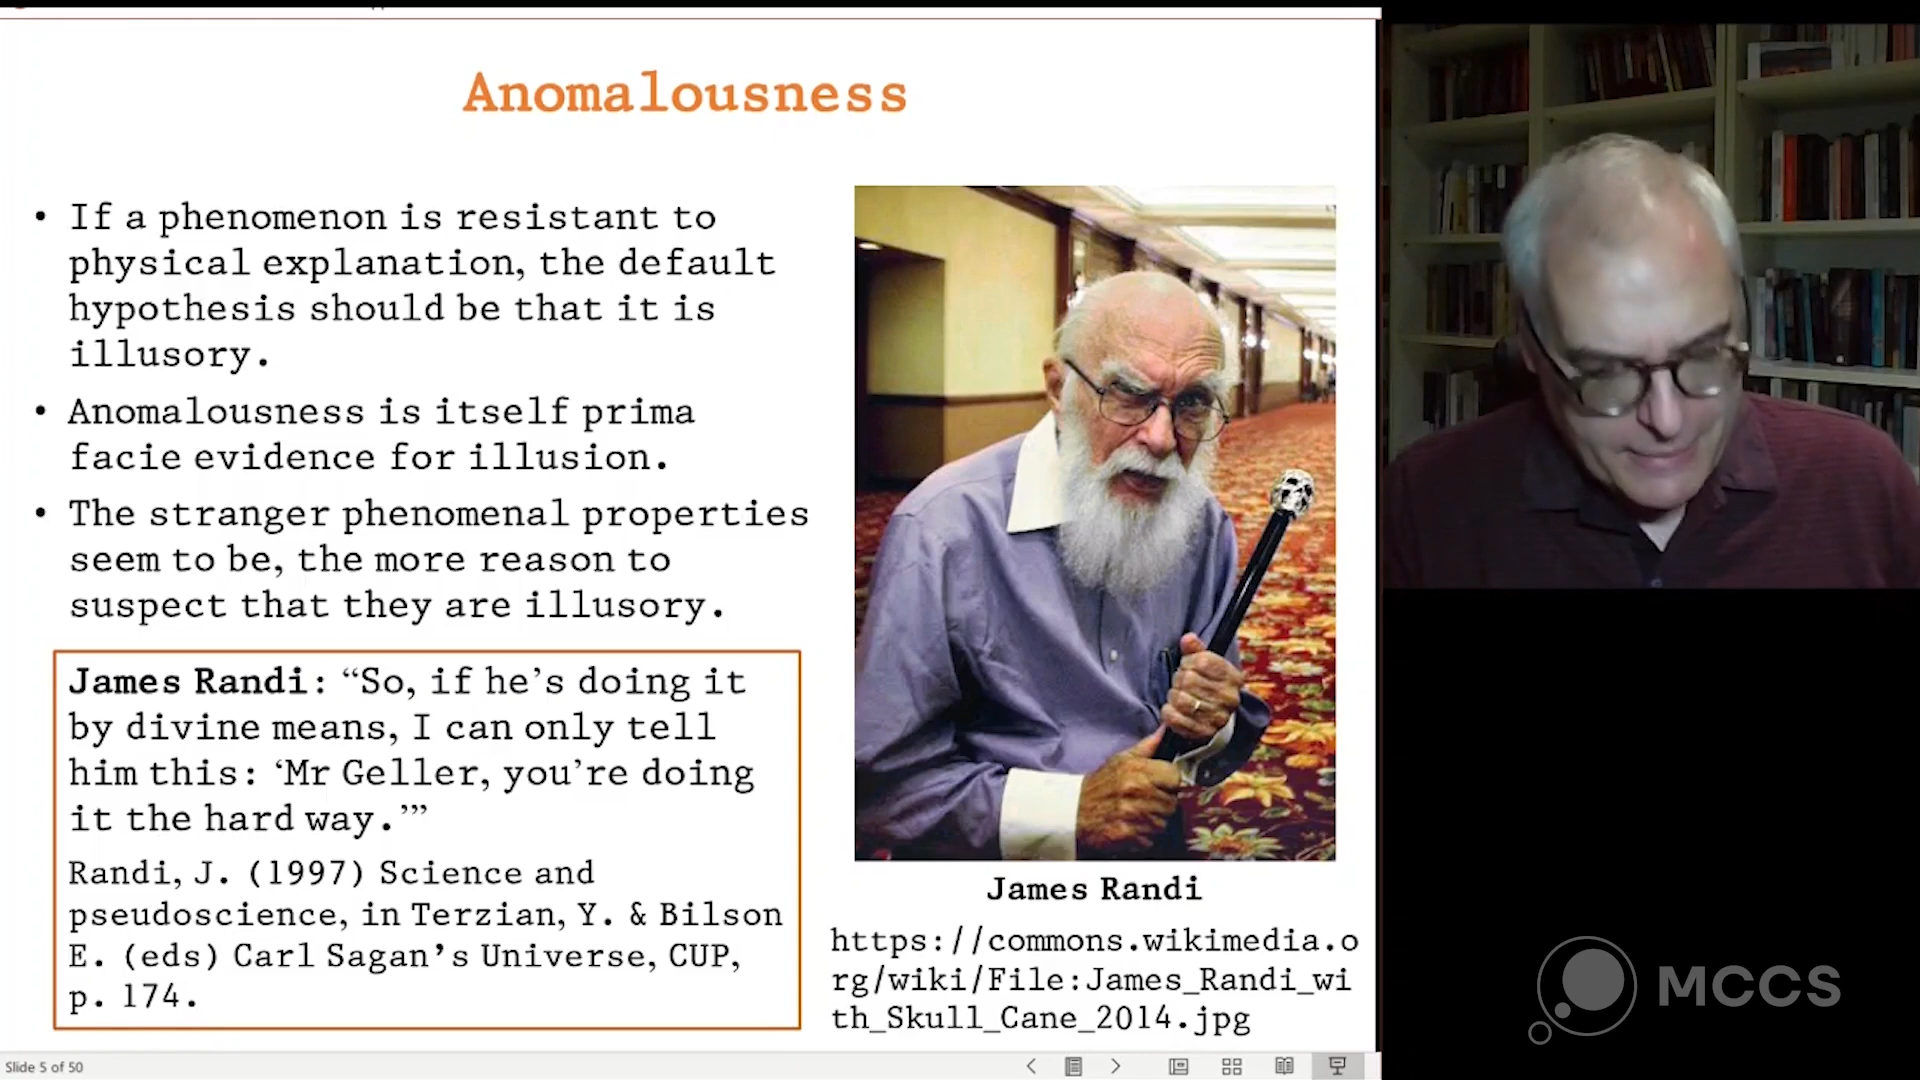 Anomalousness
• If a phenomenon is resistant to
physical explanation, the default
hypothesis should be that it is
illusory.
• Anomalousness is itself prima
facie evidence for illusion.
• The stranger phenomenal properties
seem to be, the more reason to
suspect that they are illusory.
James Randi: “So, if he’s doing it
by divine means, I can only tell
him this: ‘Mr Geller, you’re doing
it the hard way.’”
Randi, J. (1997) Science and
pseudoscience, in Terzian, Y. & Bilson
E. (eds) Carl Sagan’s Universe, CUP,
p. 174.
James Randi
https://commons.wikimedia.o
rg/wiki/File:James_Randi_wi
th_Skull_Cane_2014.jpg
MCCS
Slide 5 of 50